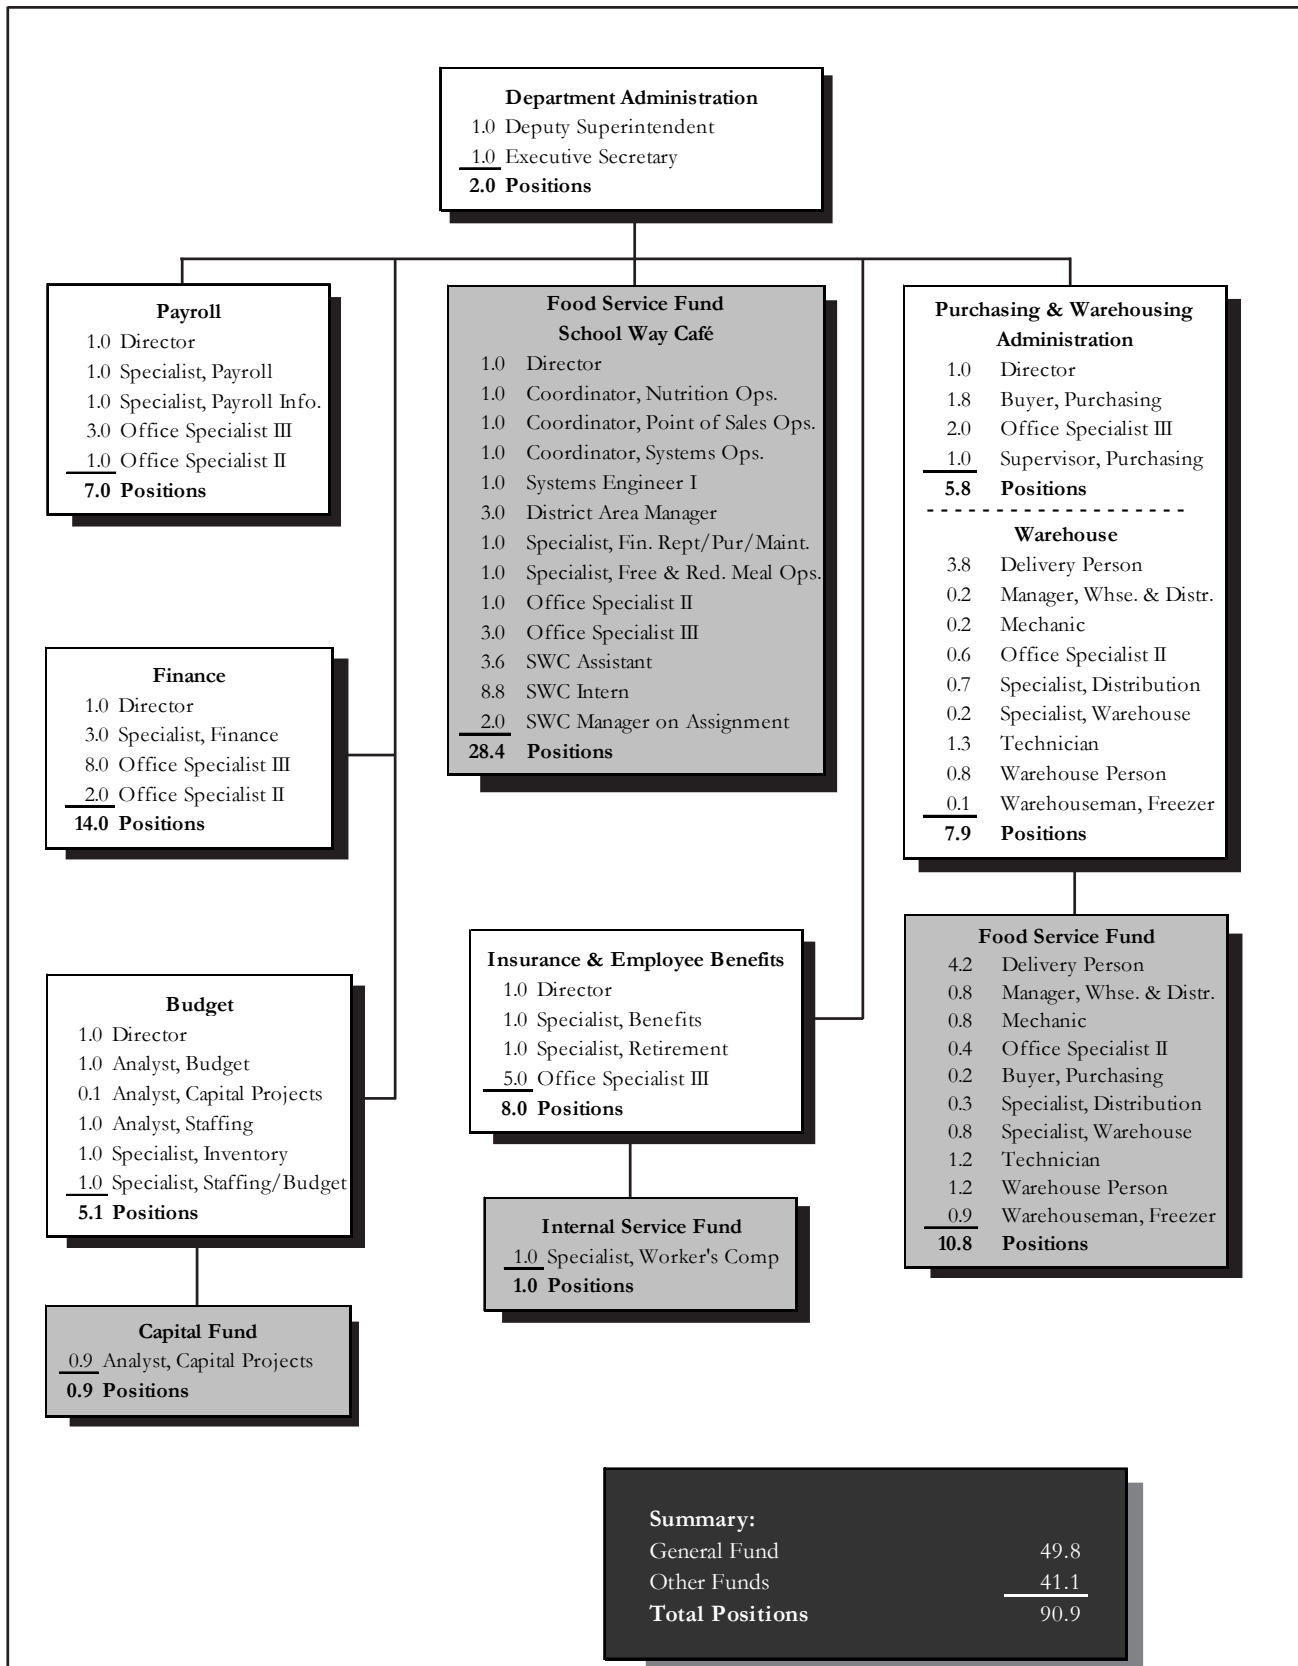 Department Administration
1.0 Deputy Superintendent
1.0 Executive Secretary
2.0 Positions
Payroll
1.0 Director
1.0 Specialist, Payroll
1.0 Specialist, Payroll Info.
3.0 Office Specialist III
1.0 Office Specialist II
7.0 Positions
Finance
1.0 Director
3.0 Specialist, Finance
8.0 Office Specialist III
2.0 Office Specialist II
14.0 Positions
Budget
1.0 Director
1.0 Analyst, Budget
0.1 Analyst, Capital Projects
1.0 Analyst, Staffing
1.0 Specialist, Inventory
1.0 Specialist, Staffing/Budget
5.1 Positions
Capital Fund
0.9 Analyst, Capital Projects
0.9 Positions
Food Service Fund
School Way Café
1.0 Director
1.0 Coordinator, Nutrition Ops.
1.0 Coordinator, Point of Sales Ops.
1.0 Coordinator, Systems Ops.
1.0 Systems Engineer I
3.0 District Area Manager
1.0 Specialist, Fin. Rept/Pur/Maint.
1.0 Specialist, Free & Red. Meal Ops.
1.0 Office Specialist II
3.0 Office Specialist III
3.6 SWC Assistant
8.8 SWC Intern
2.0 SWC Manager on Assignment
28.4 Positions
Insurance & Employee Benefits
1.0 Director
1.0 Specialist, Benefits
1.0 Specialist, Retirement
5.0 Office Specialist III
8.0 Positions
Internal Service Fund
1.0 Specialist, Worker's Comp
1.0 Positions
Purchasing & Warehousing
Administration
1.0 Director
1.8 Buyer, Purchasing
2.0 Office Specialist III
1.0 Supervisor, Purchasing
5.8 Positions
Warehouse
3.8 Delivery Person
0.2 Manager, Whse. & Distr.
0.2 Mechanic
0.6 Office Specialist II
0.7 Specialist, Distribution
0.2 Specialist, Warehouse
1.3 Technician
0.8 Warehouse Person
0.1 Warehouseman, Freezer
7.9 Positions
Food Service Fund
4.2 Delivery Person
0.8 Manager, Whse. & Distr.
0.8 Mechanic
0.4 Office Specialist II
0.2 Buyer, Purchasing
0.3 Specialist, Distribution
0.8 Specialist, Warehouse
1.2 Technician
1.2 Warehouse Person
0.9 Warehouseman, Freezer
10.8 Positions
Summary:
General Fund 49.8
Other Funds 41.1
Total Positions 90.9